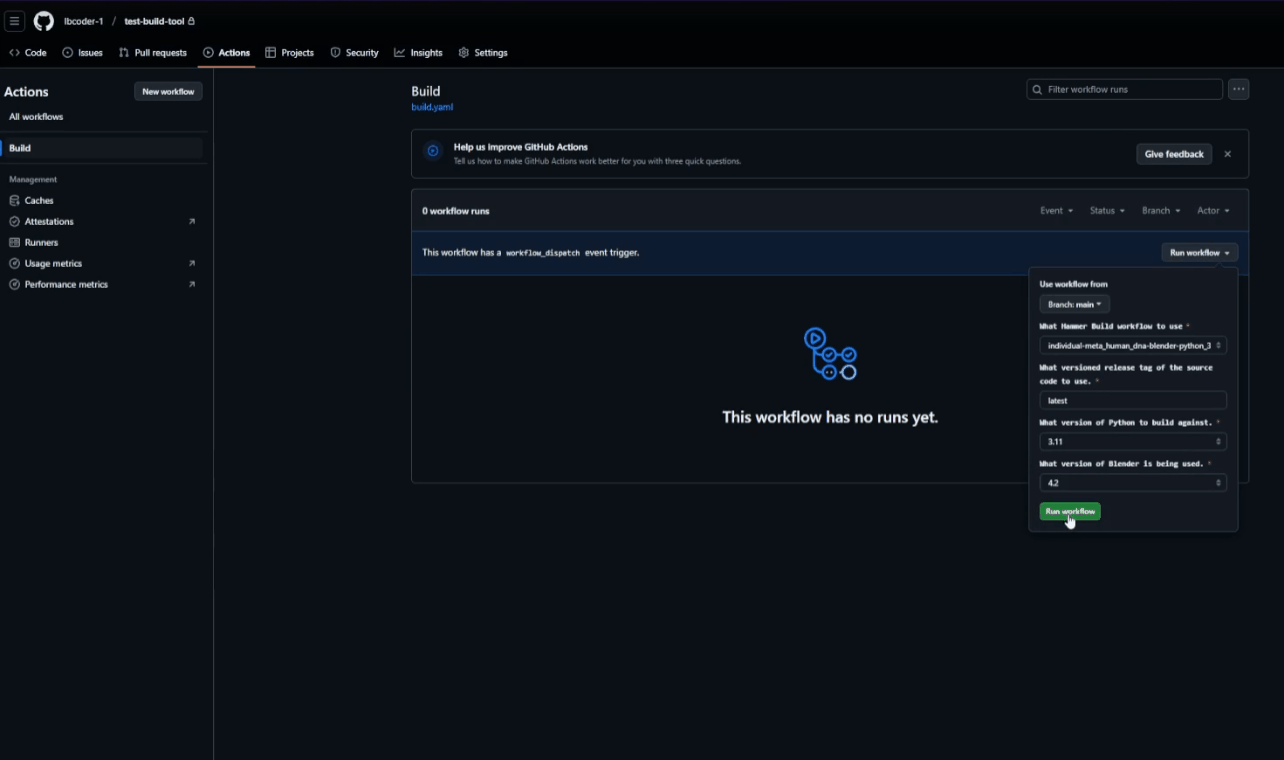 lbcoder-1 / test-build-tool
Code Issues Pull requests Actions Projects Security Insights Settings
Actions
New workflow
All workflows
Build
Management
Caches
Attestations
Runners
Usage metrics
Performance metrics
Build
build.yaml
Filter workflow runs
Help us improve GitHub Actions
Tell us how to make GitHub Actions work better for you with three quick questions.
Give feedback
0 workflow runs
Event Status Branch Actor
This workflow has a workflow_dispatch event trigger.
Run workflow
This workflow has no runs yet.
Use workflow from
Branch: main
What Hammer Build workflow to use *
individual-meta_human_dna-blender-python_3
What versioned release tag of the source
code to use. *
latest
What version of Python to build against. *
3.11
What version of Blender is being used. *
4.2
Run workflow